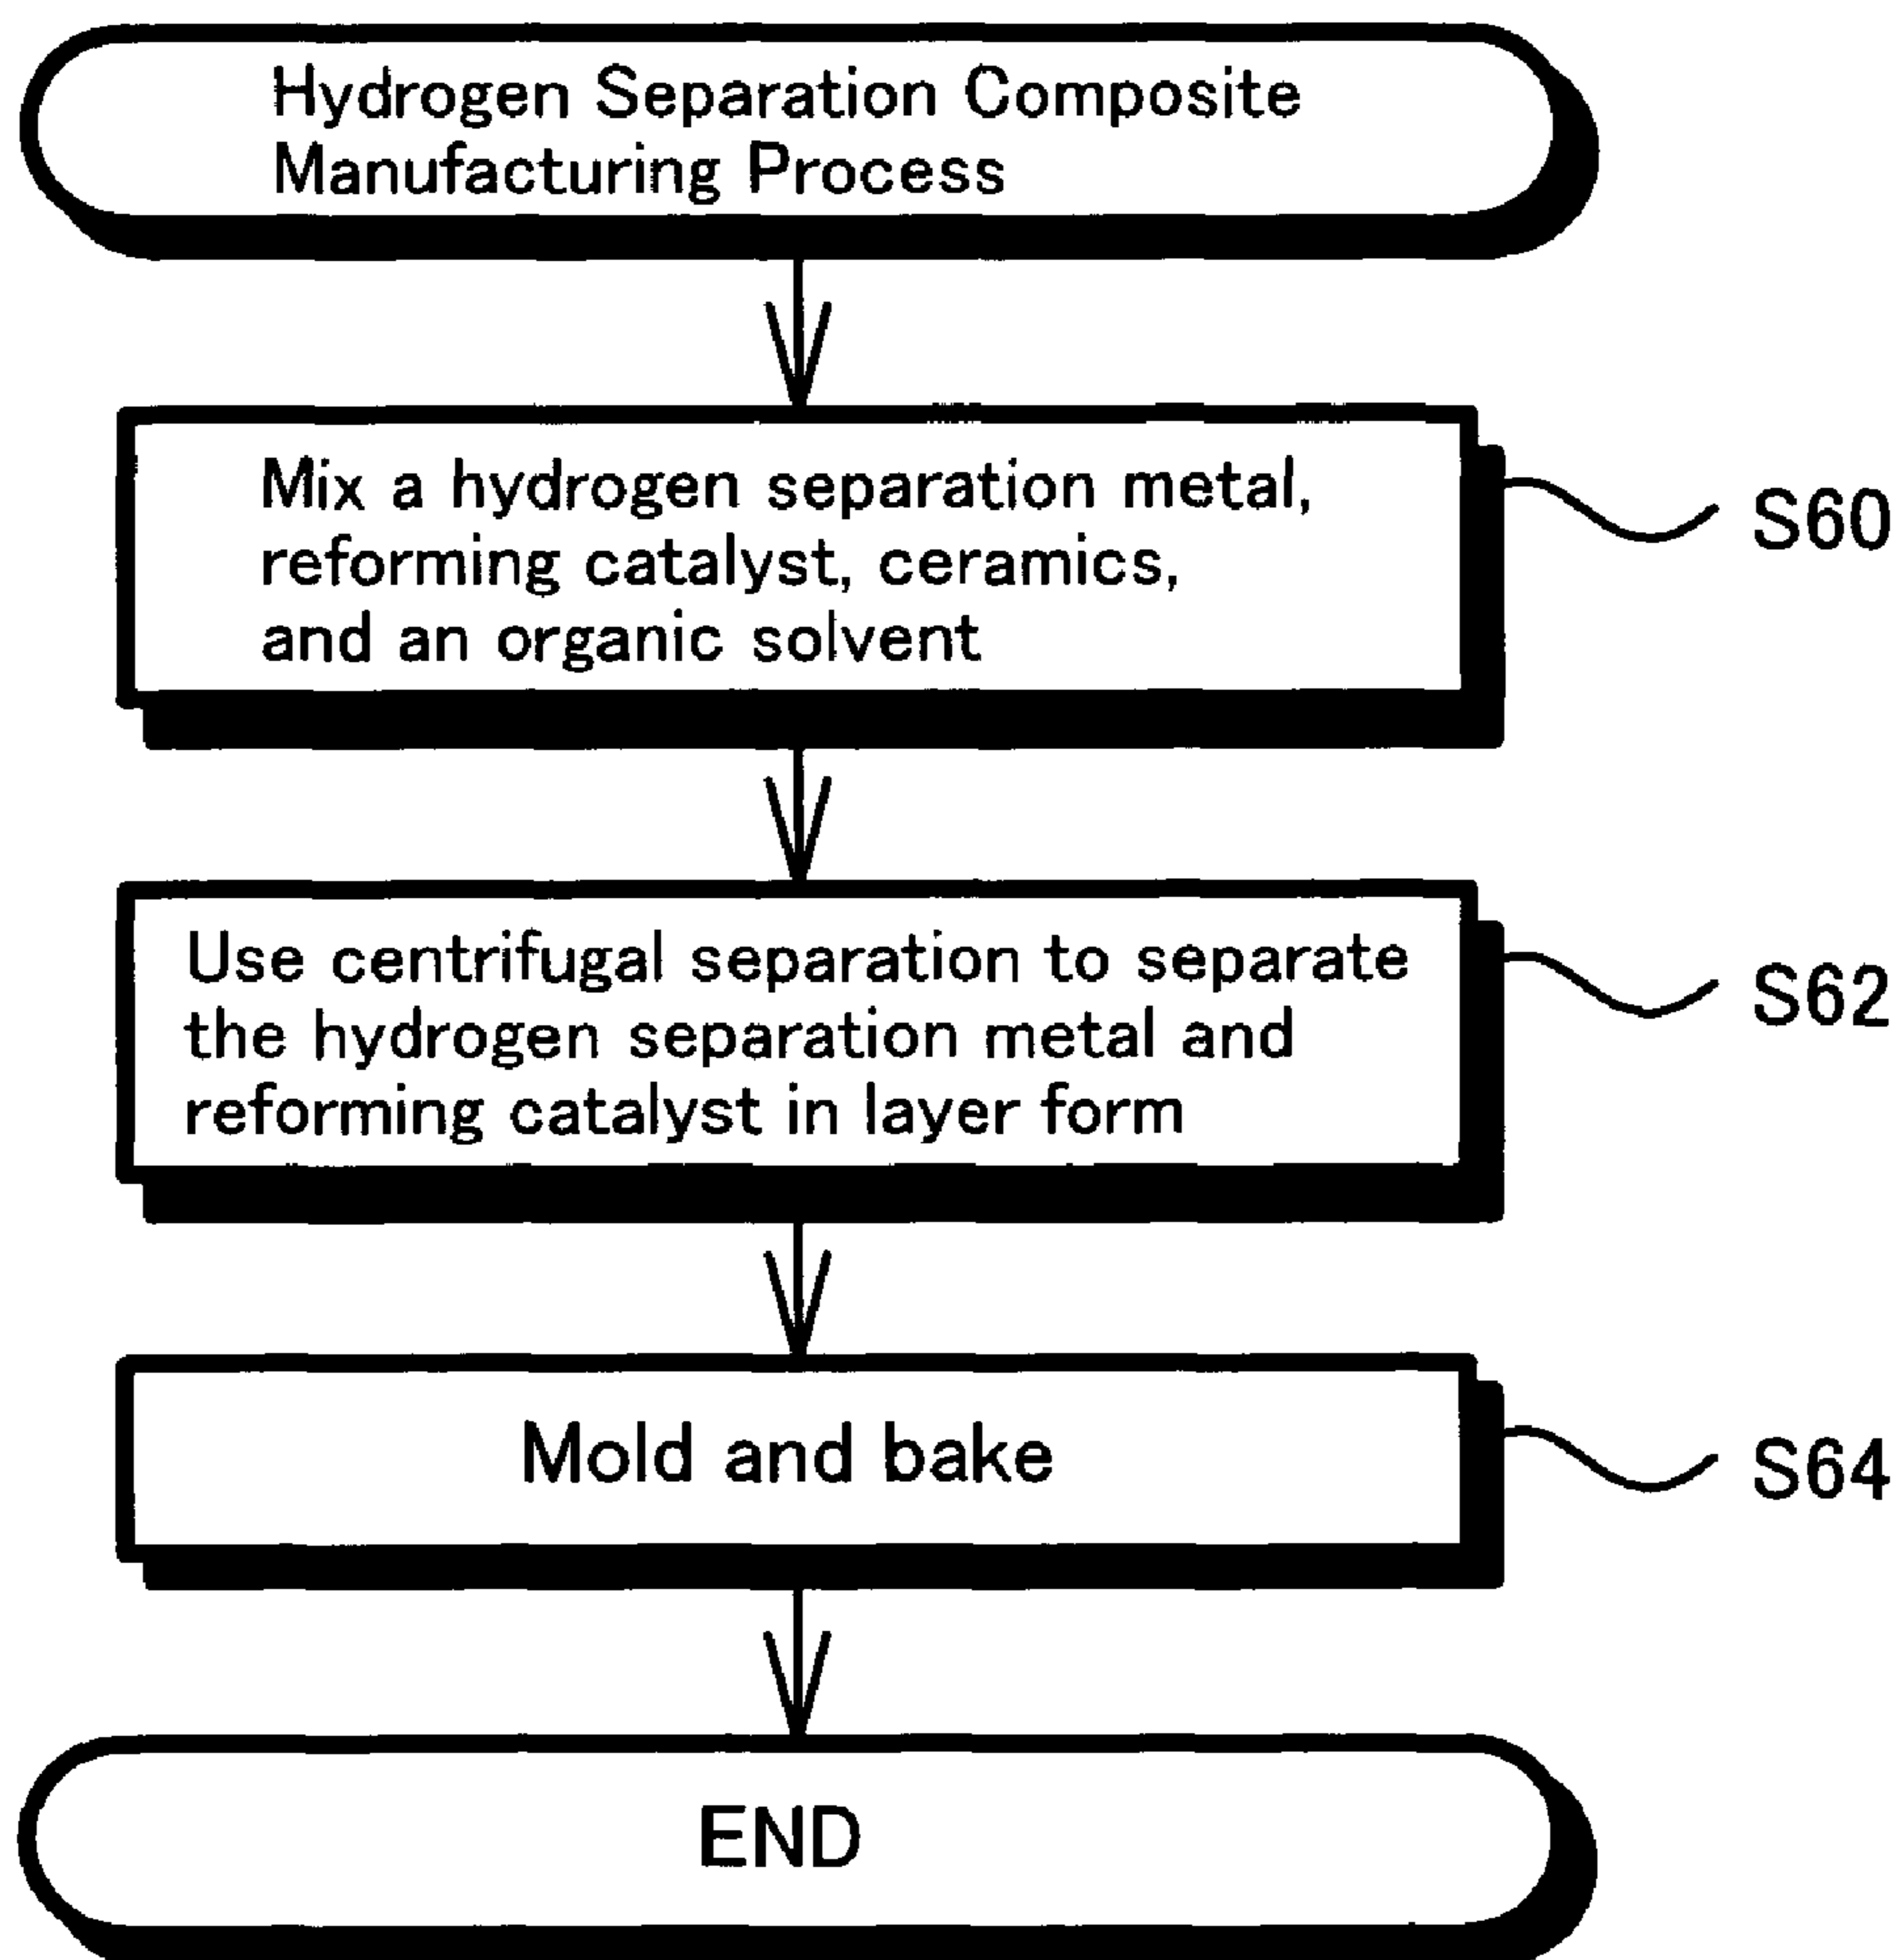 Hydrogen Separation Composite
Manufacturing Process
Mix a hydrogen separation metal,
reforming catalyst, ceramics,
and an organic solvent
S60
Use centrifugal separation to separate
the hydrogen separation metal and
reforming catalyst in layer form
S62
Mold and bake
S64
END